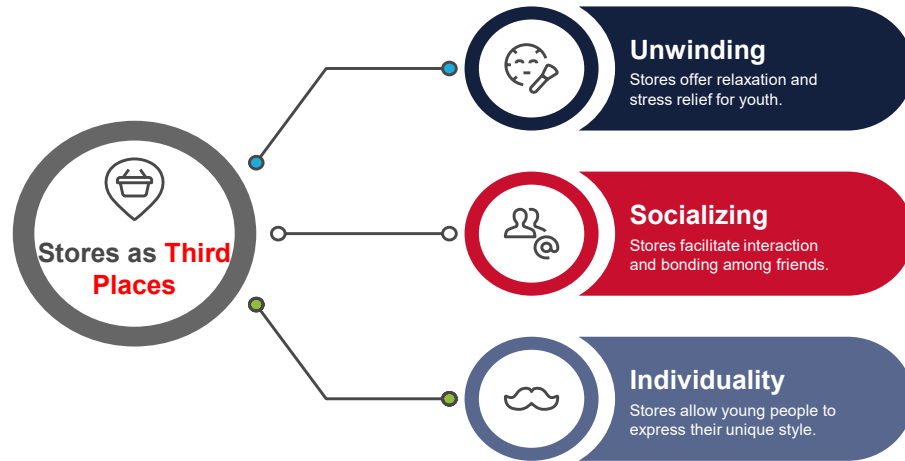 Stores as Third
Places
Unwinding
Stores offer relaxation and
stress relief for youth.
Socializing
Stores facilitate interaction
and bonding among friends.
Individuality
Stores allow young people to
express their unique style.